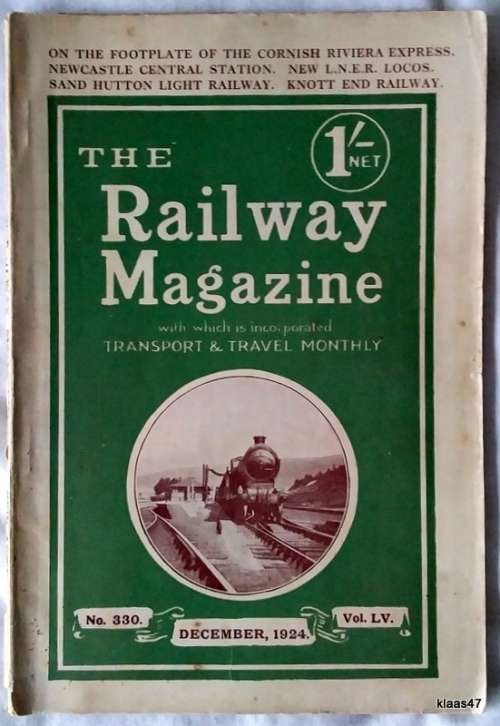 ON THE FOOTPLATE OF THE CORNISH RIVIERA EXPRESS.
NEWCASTLE CENTRAL STATION. NEW L.N.E.R. LOCOS.
SAND HUTTON LIGHT RAILWAY. KNOTT END RAILWAY.
1/- NET
THE
Railway
Magazine
with which is incorporated
TRANSPORT & TRAVEL MONTHLY
No. 330.
DECEMBER, 1924.
Vol. LV.
klaas47